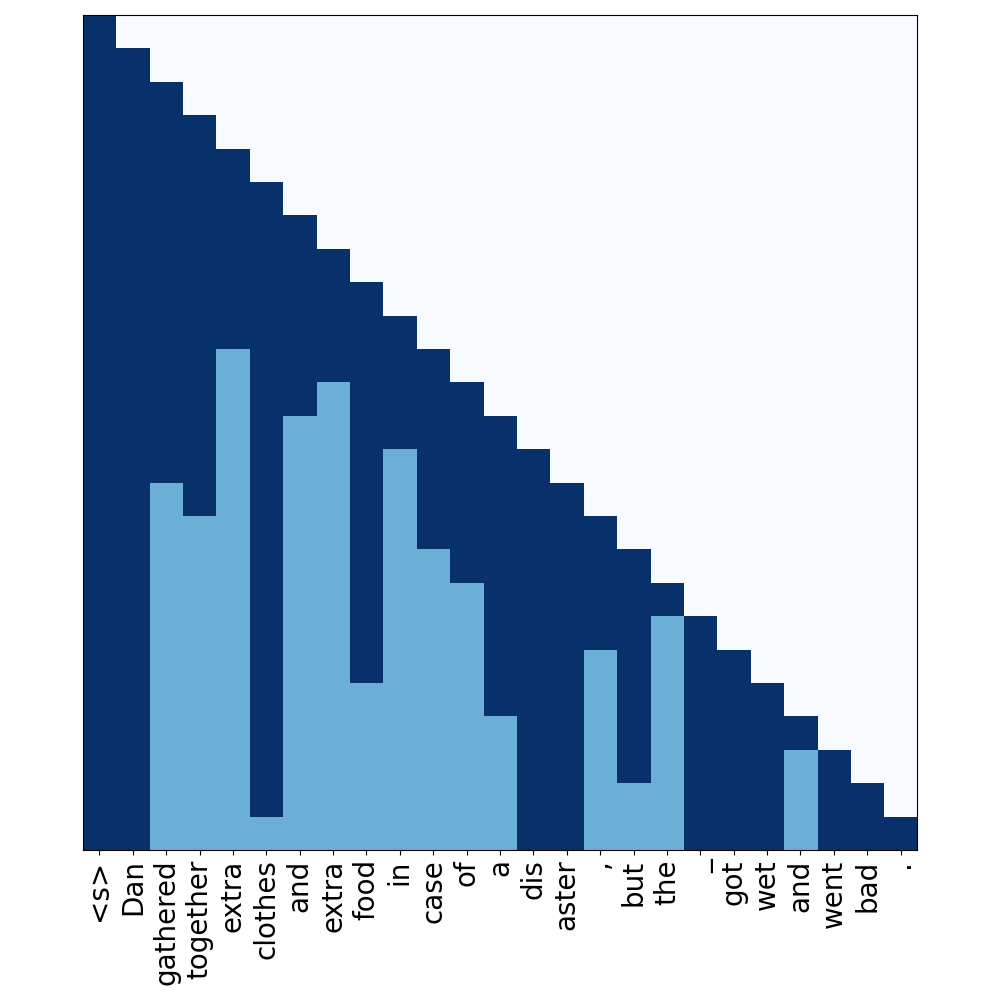 <s> Dan gathered together extra clothes and extra food in case of a dis aster , but the _ got wet and went bad .